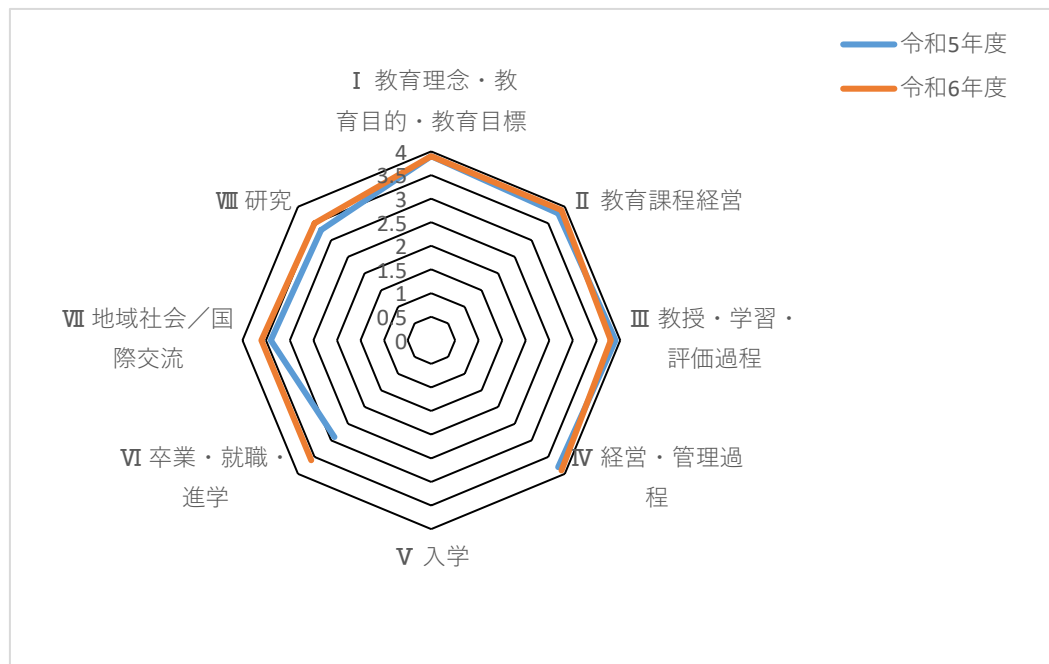 令和5年度
令和6年度
Ⅰ 教育理念・教
育目的・教育目標
Ⅱ 教育課程経営
Ⅲ 教授・学習・
評価過程
Ⅳ 経営・管理過
程
Ⅴ 入学
Ⅵ 卒業・就職・
進学
Ⅶ 地域社会／国
際交流
Ⅷ 研究
4
3.5
3
2.5
2
1.5
1
0.5
0